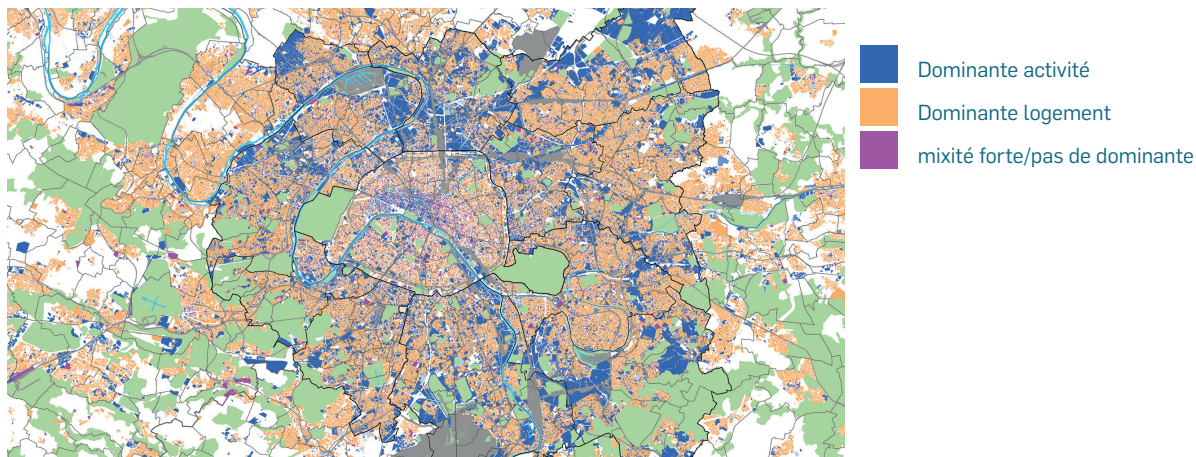 Dominante activité
Dominante logement
mixité forte/pas de dominante